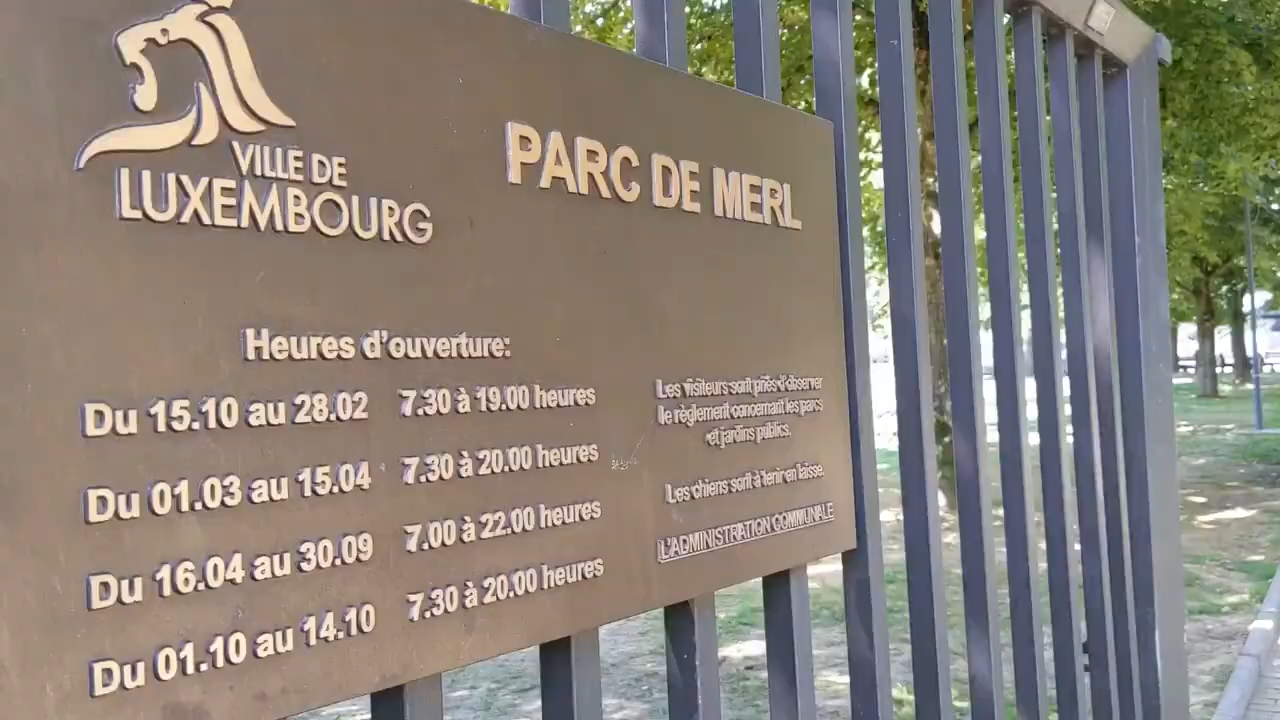 VILLE DE
LUXEMBOURG
PARC DE MERL
Heures d'ouverture:
Du 15.10 au 28.02 7.30 à 19.00 heures
Du 01.03 au 15.04 7.30 à 20.00 heures
Du 16.04 au 30.09 7.00 à 22.00 heures
Du 01.10 au 14.10 7.30 à 20.00 heures
Les visiteurs sont priés d'observer
le règlement concernant les parcs
et jardins publics.
Les chiens sont à tenir en laisse.
L'ADMINISTRATION COMMUNALE